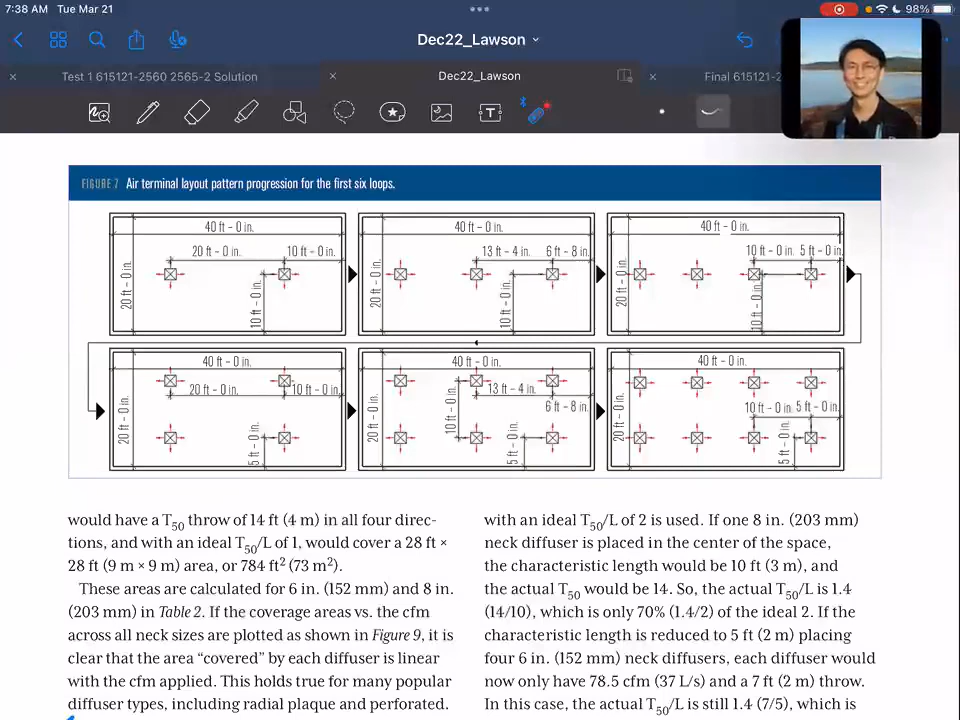 7:38 AM Tue Mar 21
98%
Dec22_Lawson
Test 1 615121-2560 2565-2 Solution
Dec22_Lawson
Final 615121-2
T
FIGURE 7 Air terminal layout pattern progression for the first six loops.
40 ft – 0 in.
20 ft – 0 in. 10 ft – 0 in.
20 ft – 0 in.
10 ft – 0 in.
40 ft – 0 in.
13 ft – 4 in. 6 ft – 8 in.
20 ft – 0 in.
10 ft – 0 in.
40 ft – 0 in.
10 ft – 0 in. 5 ft – 0 in.
20 ft – 0 in.
10 ft – 0 in.
40 ft – 0 in.
20 ft – 0 in. 10 ft – 0 in.
20 ft – 0 in.
5 ft – 0 in.
40 ft – 0 in.
13 ft – 4 in.
6 ft – 8 in.
20 ft – 0 in.
10 ft – 0 in.
5 ft – 0 in.
40 ft – 0 in.
10 ft – 0 in. 5 ft – 0 in.
20 ft – 0 in.
5 ft – 0 in.
would have a T50 throw of 14 ft (4 m) in all four direc-
tions, and with an ideal T50/L of 1, would cover a 28 ft ×
28 ft (9 m × 9 m) area, or 784 ft² (73 m²).
These areas are calculated for 6 in. (152 mm) and 8 in.
(203 mm) in Table 2. If the coverage areas vs. the cfm
across all neck sizes are plotted as shown in Figure 9, it is
clear that the area “covered” by each diffuser is linear
with the cfm applied. This holds true for many popular
diffuser types, including radial plaque and perforated.
with an ideal T50/L of 2 is used. If one 8 in. (203 mm)
neck diffuser is placed in the center of the space,
the characteristic length would be 10 ft (3 m), and
the actual T50 would be 14. So, the actual T50/L is 1.4
(14/10), which is only 70% (1.4/2) of the ideal 2. If the
characteristic length is reduced to 5 ft (2 m) placing
four 6 in. (152 mm) neck diffusers, each diffuser would
now only have 78.5 cfm (37 L/s) and a 7 ft (2 m) throw.
In this case, the actual T50/L is still 1.4 (7/5), which is